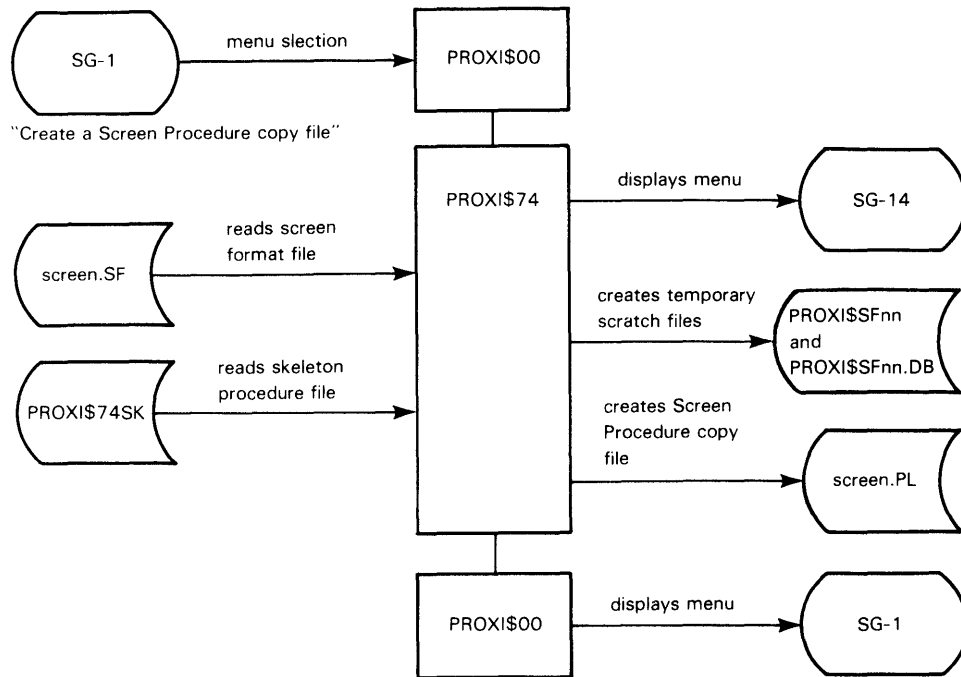 SG-1
menu slection
PROXI$00
"Create a Screen Procedure copy file"
PROXI$74
displays menu
SG-14
screen.SF
reads screen
format file
creates temporary
scratch files
PROXI$SFnn
and
PROXI$SFnn.DB
PROXI$74SK
reads skeleton
procedure file
creates Screen
Procedure copy
file
screen.PL
PROXI$00
displays menu
SG-1